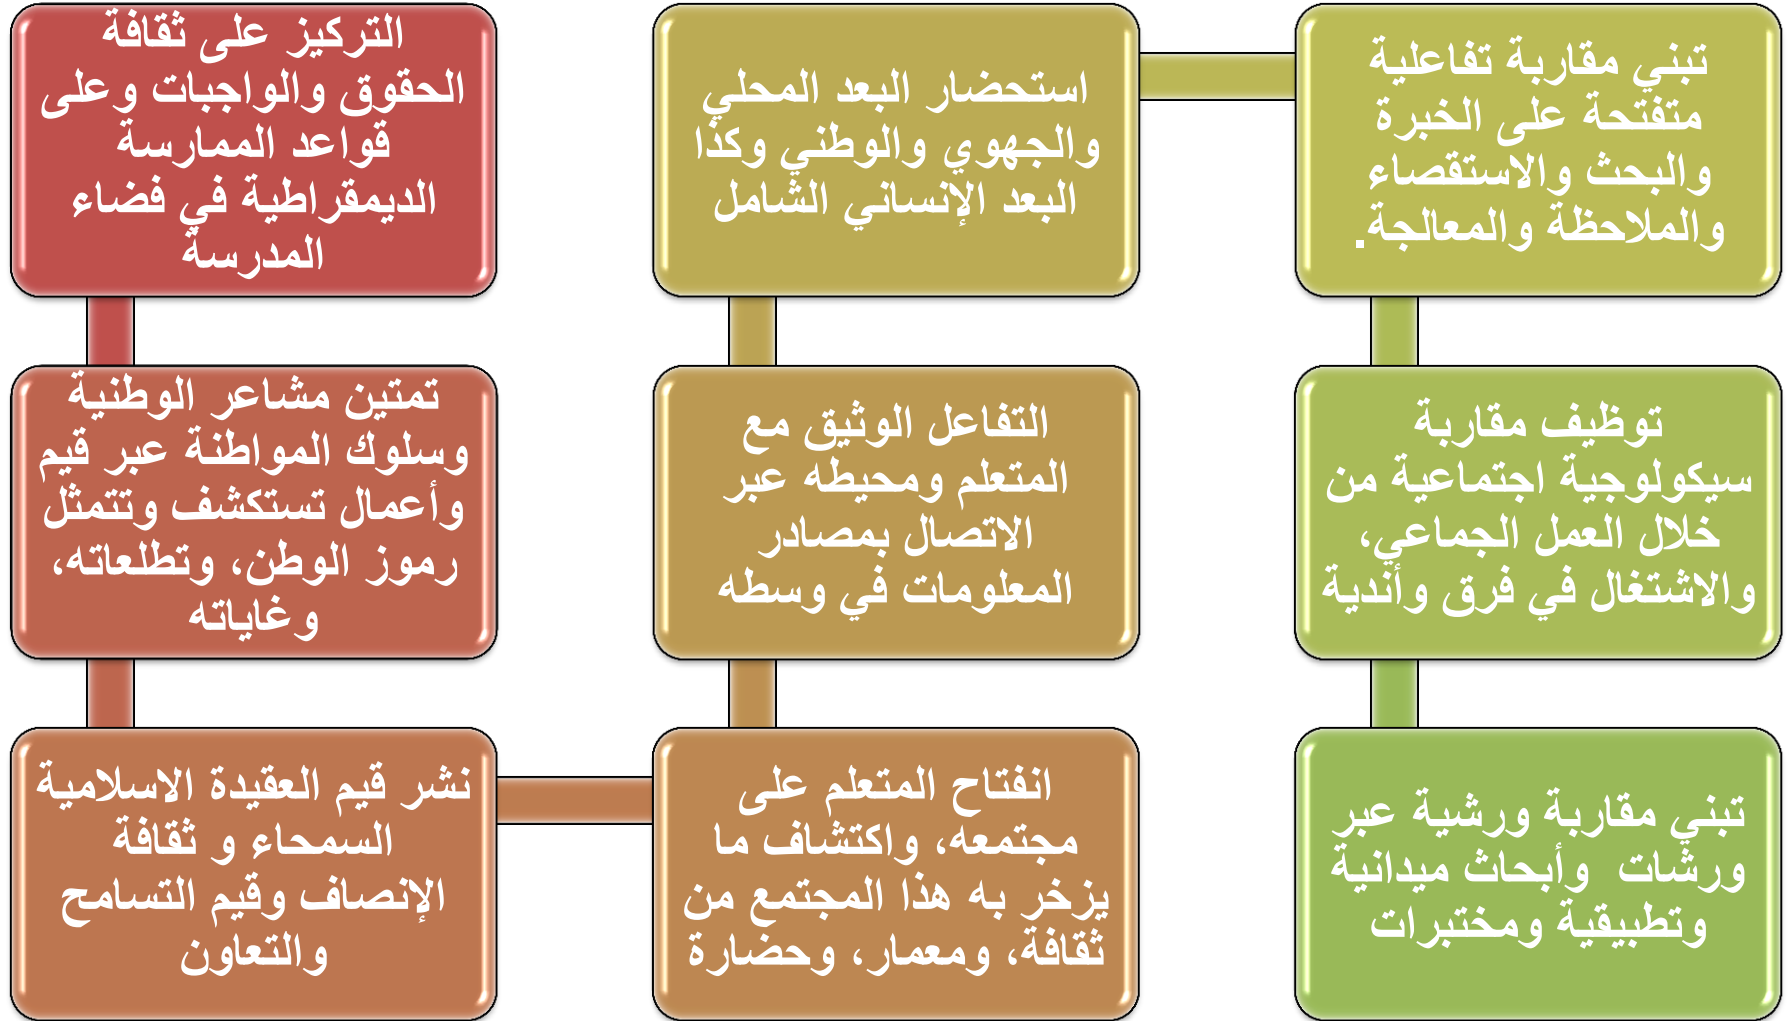 التركيز على ثقافة
الحقوق والواجبات وعلى
قواعد الممارسة
الديمقراطية في فضاء
المدرسة
تمتين مشاعر الوطنية
وسلوك المواطنة عبر قيم
وأعمال تستكشف وتتمثل
رموز الوطن، وتطلعاته،
وغاياته
نشر قيم العقيدة الاسلامية
السمحاء و ثقافة
الإنصاف وقيم التسامح
والتعاون
انفتاح المتعلم على
مجتمعه، واكتشاف ما
يزخر به هذا المجتمع من
ثقافة، ومعمار، وحضارة
التفاعل الوثيق مع
المتعلم ومحيطه عبر
الاتصال بمصادر
المعلومات في وسطه
استحضار البعد المحلي
والجهوي والوطني وكذا
البعد الإنساني الشامل
تبني مقاربة تفاعلية
متفتحة على الخبرة
والبحث والاستقصاء
والملاحظة والمعالجة.
توظيف مقاربة
سيكولوجية اجتماعية من
خلال العمل الجماعي،
والاشتغال في فرق وأندية
تبني مقاربة ورشية عبر
ورشات وأبحاث ميدانية
وتطبيقية ومختبرات